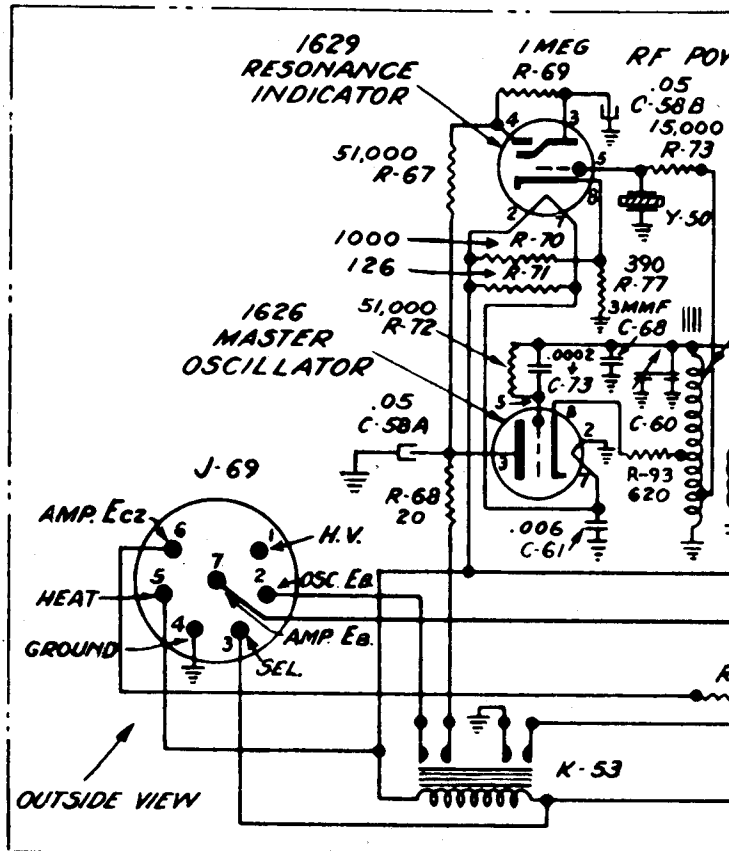 1629
RESONANCE
INDICATOR
1 MEG
R-69
RF POW
.05
C-58B
15,000
R-73
4
3
5
8
2
7
51,000
R-67
Y-50
1000
R-70
126
R-71
390
R-77
3MMF
C-68
51,000
R-72
1626
MASTER
OSCILLATOR
.0002
C-73
5
8
2
3
7
C-60
.05
C-58A
R-93
620
R-68
20
.006
C-61
J-69
AMP. Ec2
6
1
H.V.
5
7
2
OSC. EB.
HEAT
4
3
AMP. EB.
GROUND
SEL.
R
K-53
OUTSIDE VIEW